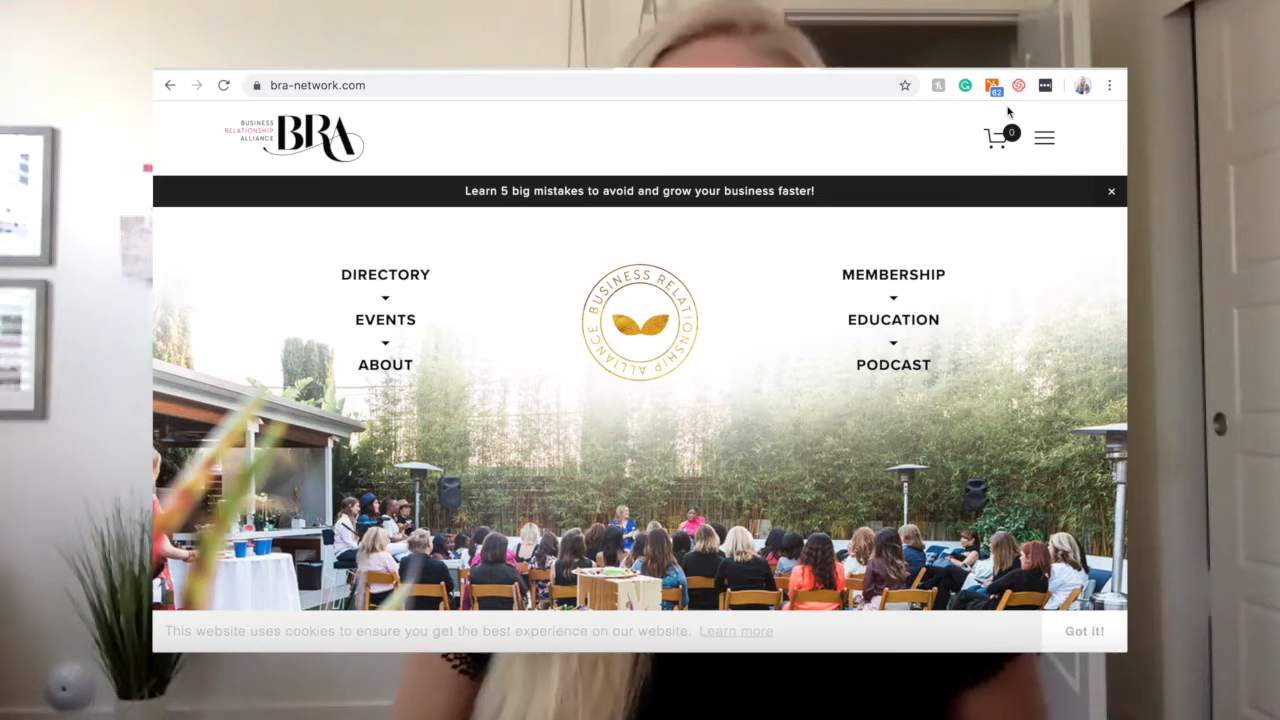 bra-network.com
62
BUSINESS
RELATIONSHIP
ALLIANCE
BRA
0
Learn 5 big mistakes to avoid and grow your business faster!
DIRECTORY
MEMBERSHIP
EVENTS
EDUCATION
ABOUT
PODCAST
BUSINESS RELATIONSHIP ALLIANCE
This website uses cookies to ensure you get the best experience on our website. Learn more
Got it!